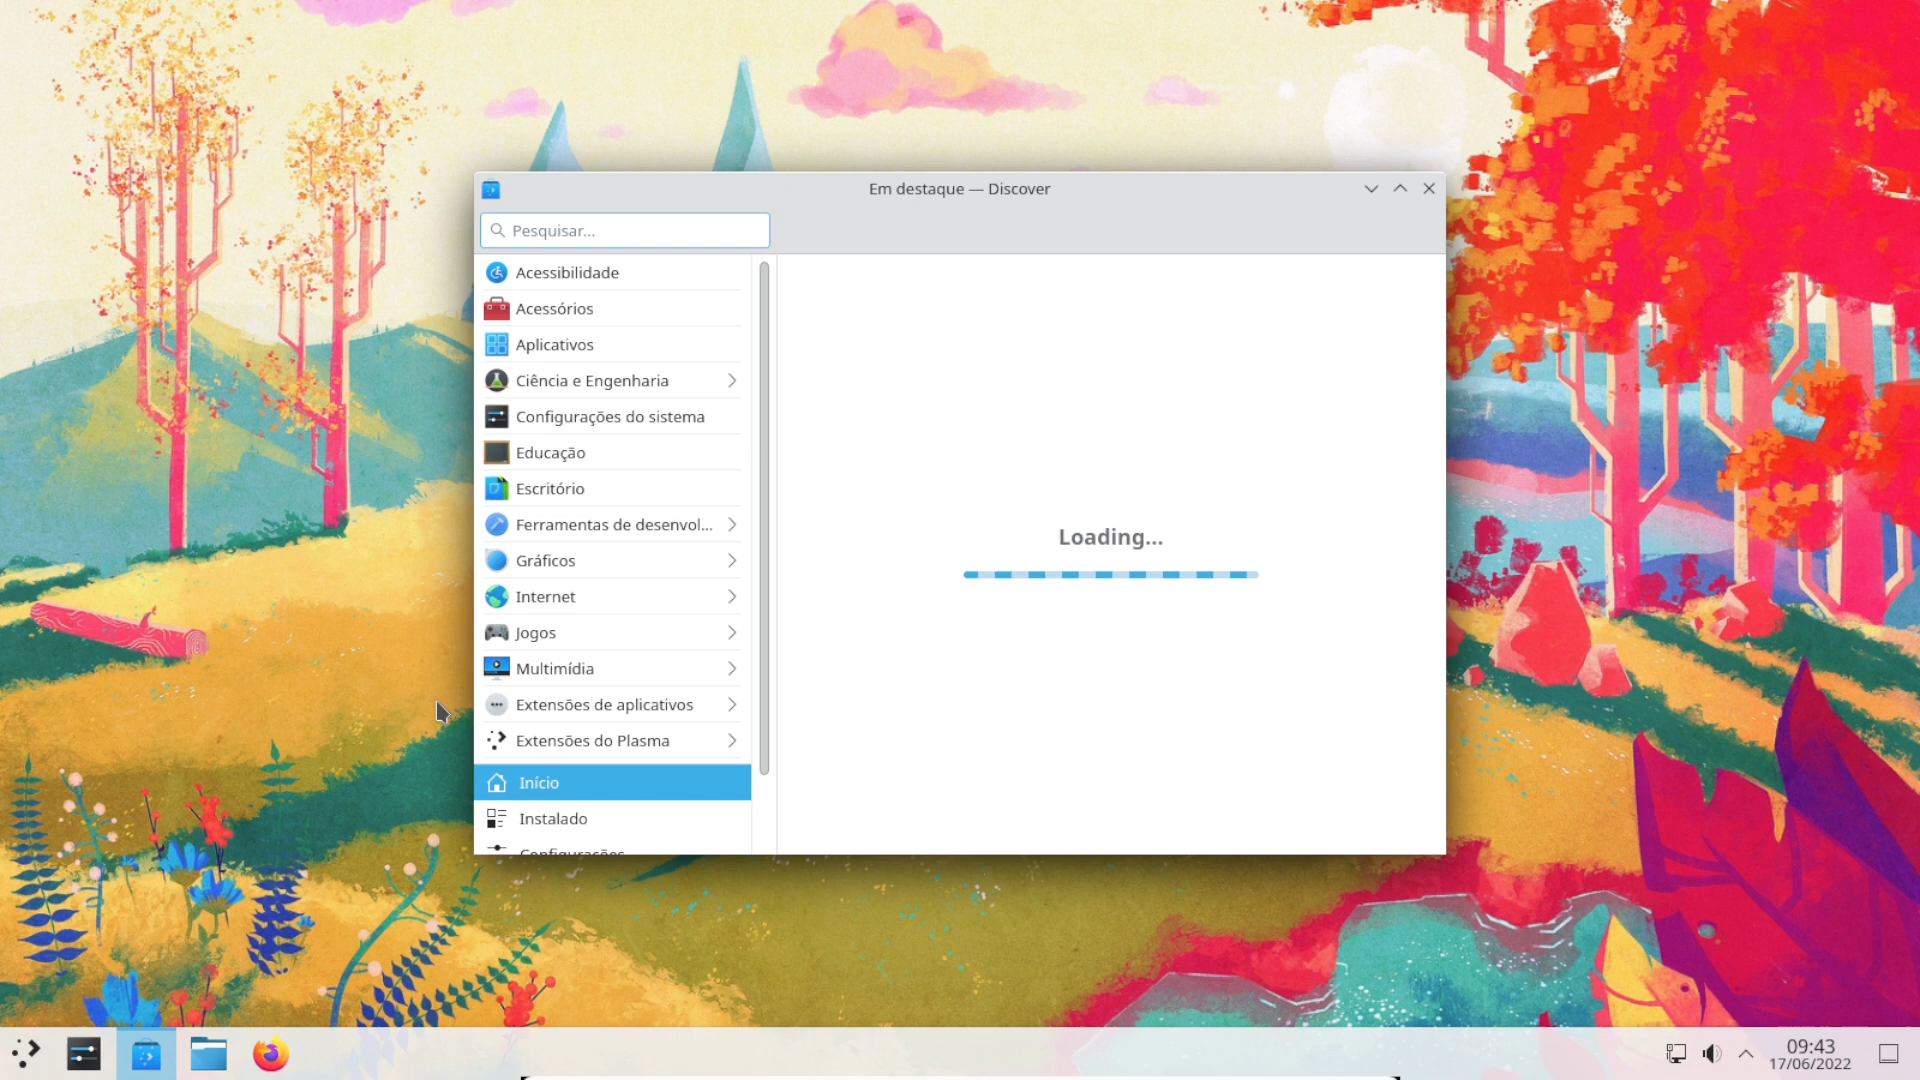 Em destaque — Discover
Pesquisar...
Acessibilidade
Acessórios
Aplicativos
Ciência e Engenharia
Configurações do sistema
Educação
Escritório
Ferramentas de desenvol...
Gráficos
Internet
Jogos
Multimídia
Extensões de aplicativos
Extensões do Plasma
Início
Instalado
Configurações
Loading...
09:43
17/06/2022